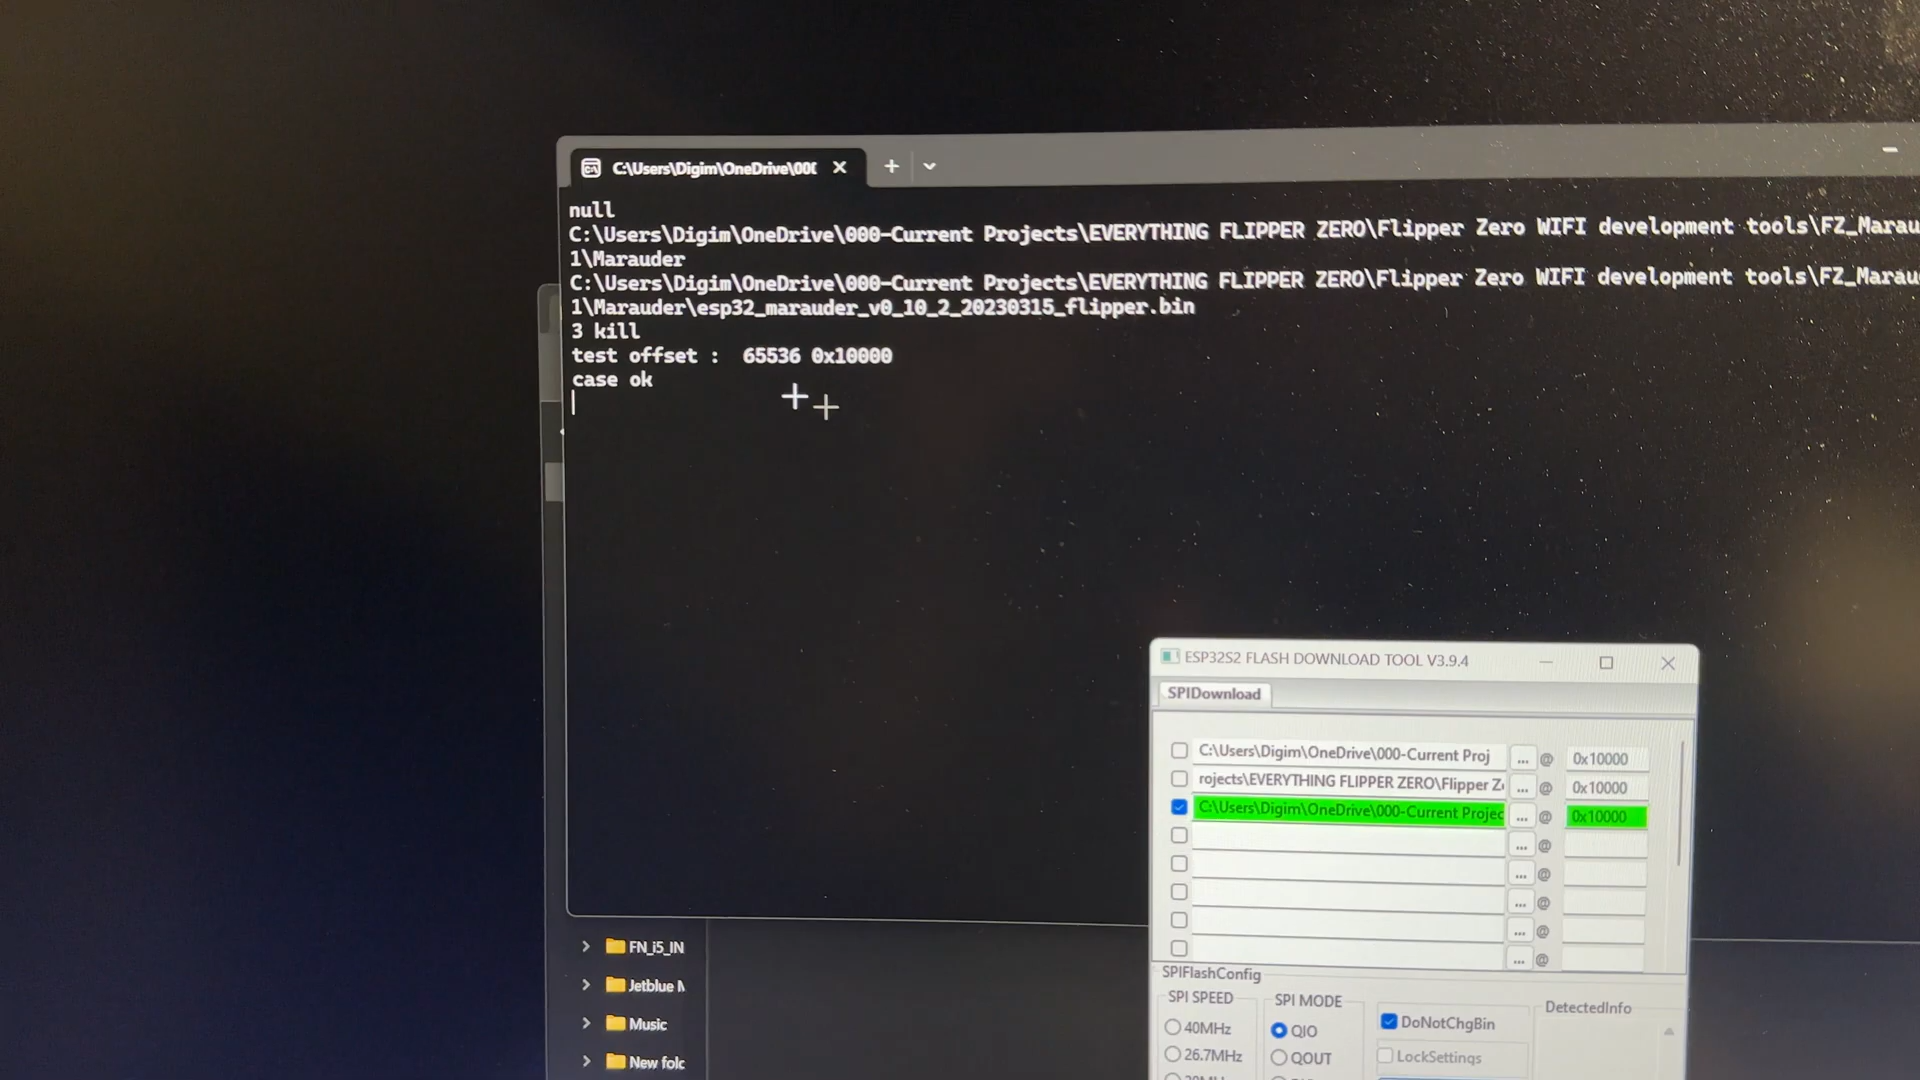 C:\Users\Digim\OneDrive\00(
null
C:\Users\Digim\OneDrive\000-Current Projects\EVERYTHING FLIPPER ZERO\Flipper Zero WIFI development tools\FZ_Marau
1\Marauder
C:\Users\Digim\OneDrive\000-Current Projects\EVERYTHING FLIPPER ZERO\Flipper Zero WIFI development tools\FZ_Marau
1\Marauder\esp32_marauder_v0_10_2_20230315_flipper.bin
3 kill
test offset :  65536 0x10000
case ok
ESP32S2 FLASH DOWNLOAD TOOL V3.9.4
SPIDownload
C:\Users\Digim\OneDrive\000-Current Proj ... @ 0x10000
rojects\EVERYTHING FLIPPER ZERO\Flipper Z ... @ 0x10000
C:\Users\Digim\OneDrive\000-Current Projec ... @ 0x10000
... @
... @
... @
... @
... @
SPIFlashConfig
SPI SPEED
40MHz
26.7MHz
SPI MODE
QIO
QOUT
DoNotChgBin
LockSettings
DetectedInfo
FN_i5_IN
Jetblue M
Music
New folc